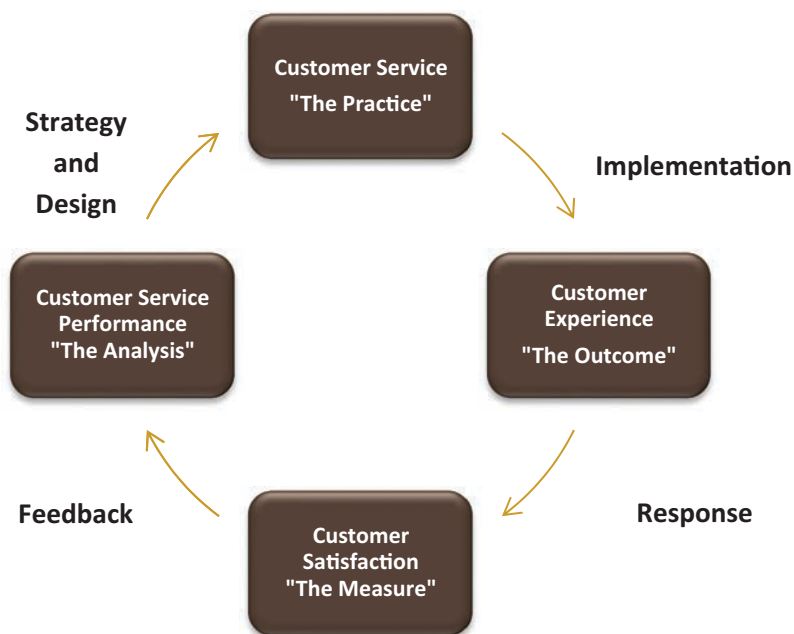 Customer Service
"The Practice"
Strategy
and
Design
Implementation
Customer Service
Performance
"The Analysis"
Customer
Experience
"The Outcome"
Feedback
Response
Customer
Satisfaction
"The Measure"